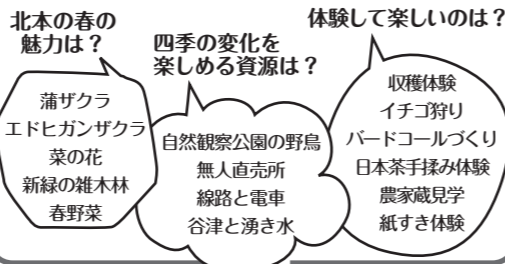 北本の春の
魅力は？
蒲ザクラ
エドヒガンザクラ
菜の花
新緑の雑木林
春野菜
四季の変化を
楽しめる資源は？
自然観察公園の野鳥
無人直売所
線路と電車
谷津と湧き水
体験して楽しいのは？
収穫体験
イチゴ狩り
バードコールづくり
日本茶手揉み体験
農家蔵見学
紙すき体験